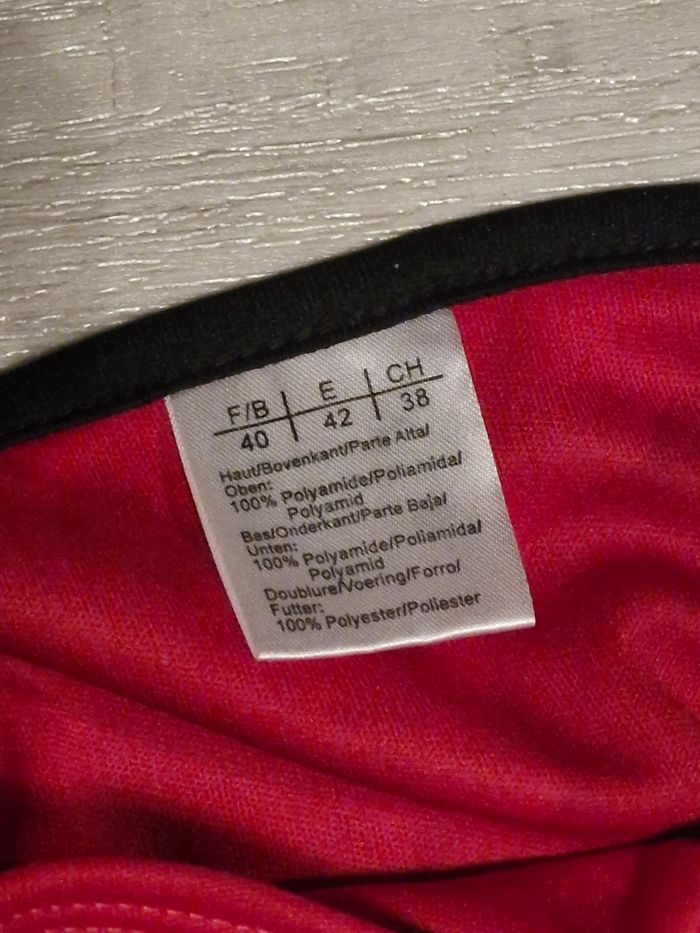 F/B E CH
40 42 38
Haut/Bovenkant/Parte Alta/
Oben:
100% Polyamide/Poliamida/
Polyamid
Bas/Onderkant/Parte Baja/
Unten:
100% Polyamide/Poliamida/
Polyamid
Doublure/Voering/Forro/
Futter:
100% Polyester/Poliester